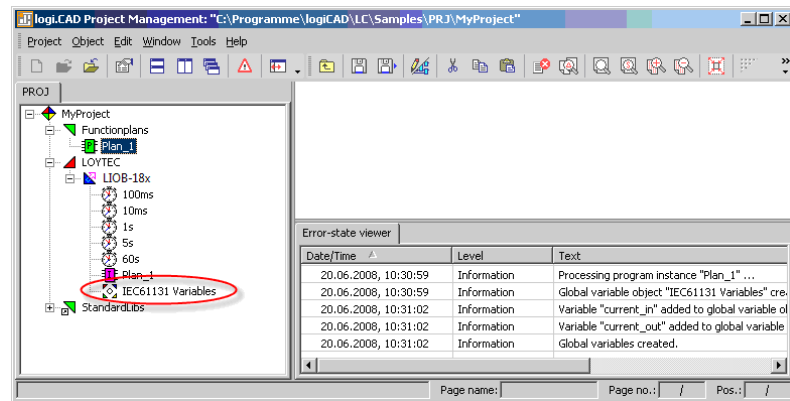 logi.CAD Project Management: "C:\Programme\logiCAD\LC\Samples\PRJ\MyProject"
Project Object Edit Window Tools Help
PROJ
MyProject
Functionplans
Plan_1
LOYTEC
LIOB-18x
100ms
10ms
1s
5s
60s
Plan_1
IEC61131 Variables
StandardLibs
Error-state viewer
Date/Time Level Text
20.06.2008, 10:30:59 Information Processing program instance "Plan_1" ...
20.06.2008, 10:30:59 Information Global variable object "IEC61131 Variables" cre
20.06.2008, 10:31:02 Information Variable "current_in" added to global variable ol
20.06.2008, 10:31:02 Information Variable "current_out" added to global variable
20.06.2008, 10:31:02 Information Global variables created.
Page name: Page no.: / Pos.: /